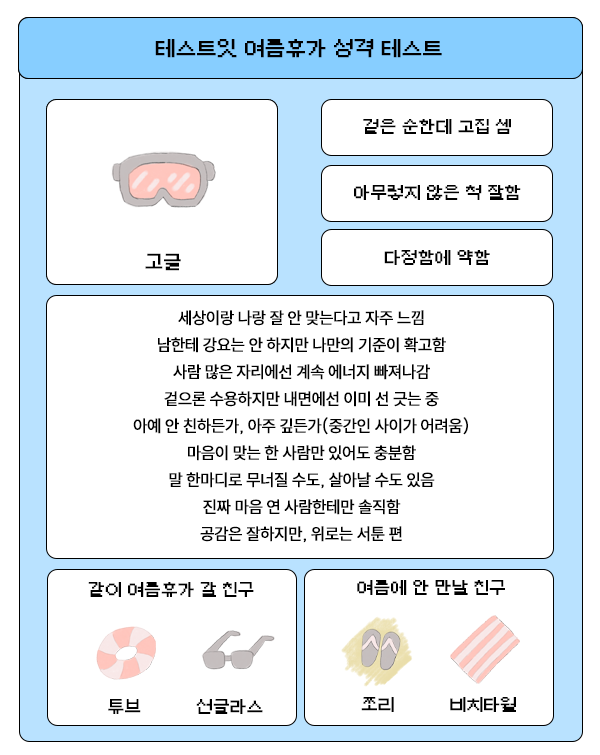 테스트잇 여름휴가 성격 테스트
고글
겉은 순한데 고집 셈
아무렇지 않은 척 잘함
다정함에 약함
세상이랑 나랑 잘 안 맞는다고 자주 느낌
남한테 강요는 안 하지만 나만의 기준이 확고함
사람 많은 자리에선 계속 에너지 빠져나감
겉으론 수용하지만 내면에선 이미 선 긋는 중
아예 안 친하든가, 아주 깊든가(중간인 사이가 어려움)
마음이 맞는 한 사람만 있어도 충분함
말 한마디로 무너질 수도, 살아날 수도 있음
진짜 마음 연 사람한테만 솔직함
공감은 잘하지만, 위로는 서툰 편
같이 여름휴가 갈 친구
튜브
선글라스
여름에 안 만날 친구
쪼리
비치타월